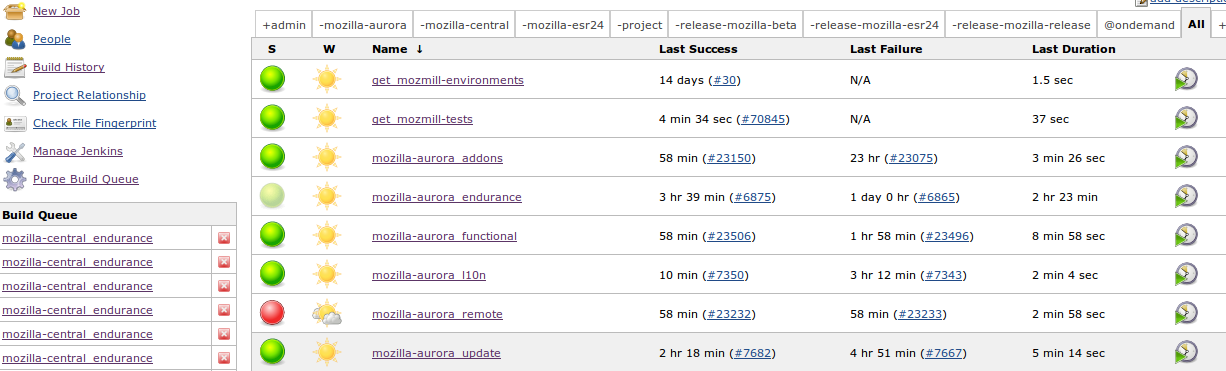 New Job
People
Build History
Project Relationship
Check File Fingerprint
Manage Jenkins
Purge Build Queue
Build Queue
mozilla-central_endurance
mozilla-central_endurance
mozilla-central_endurance
mozilla-central_endurance
mozilla-central_endurance
mozilla-central_endurance
+admin -mozilla-aurora -mozilla-central -mozilla-esr24 -project -release-mozilla-beta -release-mozilla-esr24 -release-mozilla-release @ondemand All +
S W Name ↓ Last Success Last Failure Last Duration
get_mozmill-environments 14 days (#30) N/A 1.5 sec
get_mozmill-tests 4 min 34 sec (#70845) N/A 37 sec
mozilla-aurora_addons 58 min (#23150) 23 hr (#23075) 3 min 26 sec
mozilla-aurora_endurance 3 hr 39 min (#6875) 1 day 0 hr (#6865) 2 hr 23 min
mozilla-aurora_functional 58 min (#23506) 1 hr 58 min (#23496) 8 min 58 sec
mozilla-aurora_l10n 10 min (#7350) 3 hr 12 min (#7343) 2 min 4 sec
mozilla-aurora_remote 58 min (#23232) 58 min (#23233) 2 min 58 sec
mozilla-aurora_update 2 hr 18 min (#7682) 4 hr 51 min (#7667) 5 min 14 sec